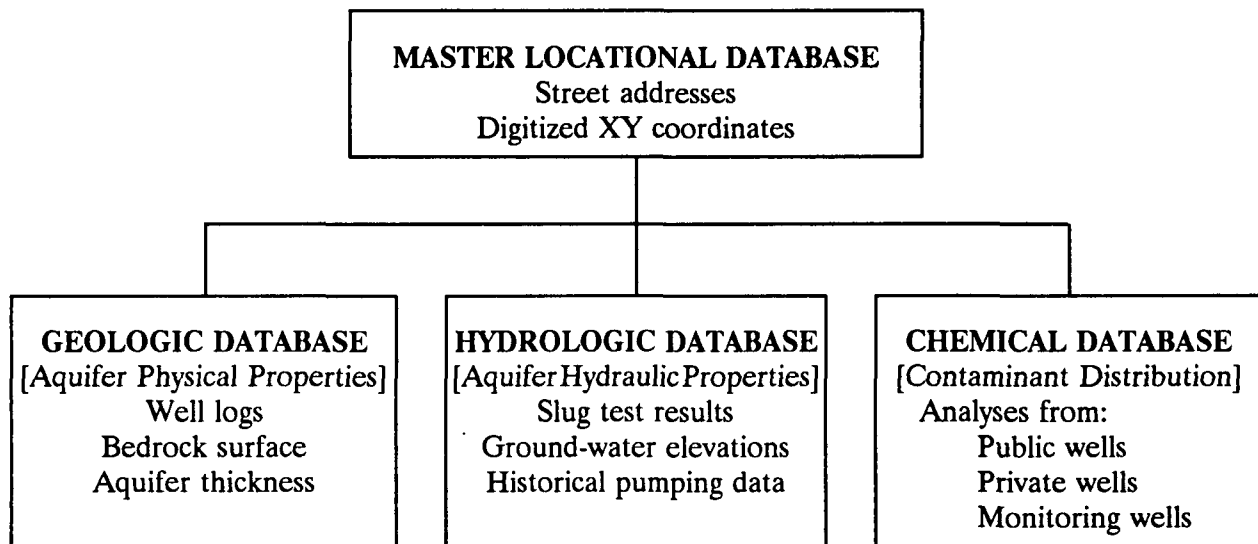 MASTER LOCATIONAL DATABASE
Street addresses
Digitized XY coordinates
GEOLOGIC DATABASE
[Aquifer Physical Properties]
Well logs
Bedrock surface
Aquifer thickness
HYDROLOGIC DATABASE
[Aquifer Hydraulic Properties]
Slug test results
Ground-water elevations
Historical pumping data
CHEMICAL DATABASE
[Contaminant Distribution]
Analyses from:
Public wells
Private wells
Monitoring wells